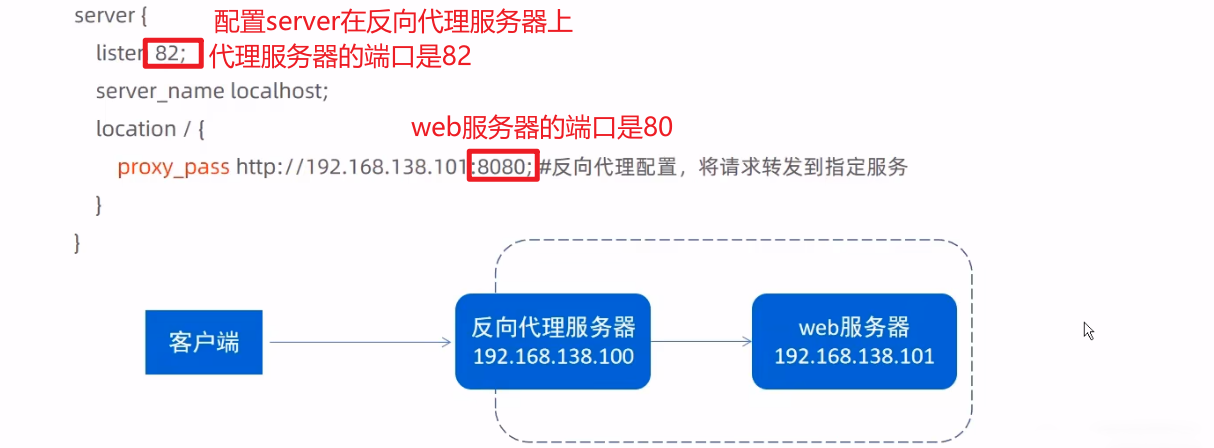 server {
配置server在反向代理服务器上
listen 82;
代理服务器的端口是82
server_name localhost;
location / {
web服务器的端口是80
proxy_pass http://192.168.138.101:8080; #反向代理配置，将请求转发到指定服务
}
}
客户端
反向代理服务器
192.168.138.100
web服务器
192.168.138.101